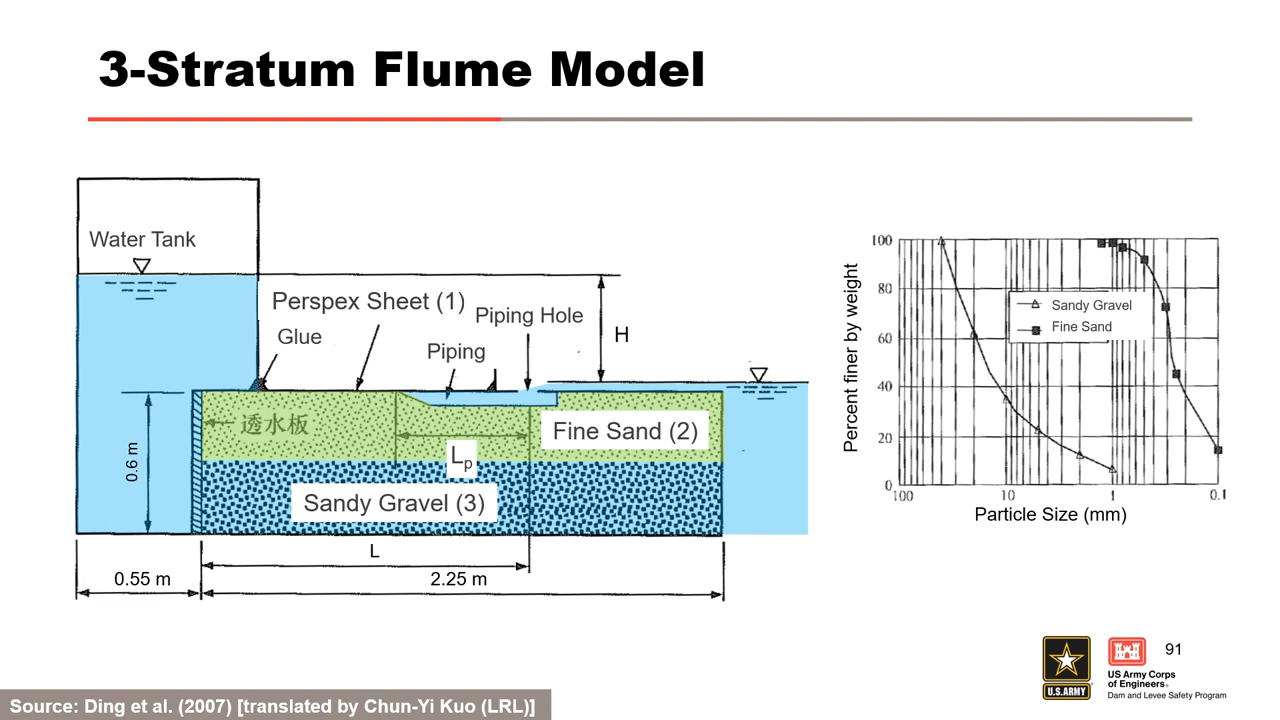 3-Stratum Flume Model
Water Tank
Perspex Sheet (1)
Piping Hole
Glue
Piping
H
透水板
Fine Sand (2)
0.6 m
Lp
Sandy Gravel (3)
L
0.55 m
2.25 m
Percent finer by weight
100
80
60
40
20
0
Sandy Gravel
Fine Sand
100
10
1
0.1
Particle Size (mm)
91
U.S.ARMY
US Army Corps
of Engineers®
Dam and Levee Safety Program
Source: Ding et al. (2007) [translated by Chun-Yi Kuo (LRL)]